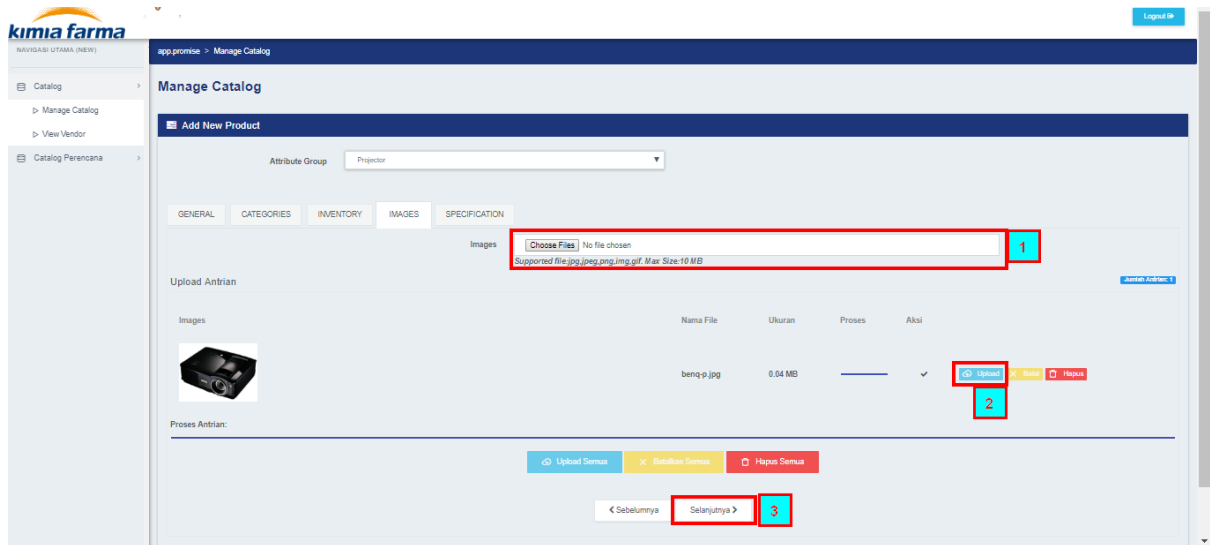 kimia farma
Logout
NAVIGASI UTAMA (NEW)
app.promise > Manage Catalog
Catalog
Manage Catalog
View Vendor
Catalog Perencana
Manage Catalog
Add New Product
Attribute Group Projector
GENERAL CATEGORIES INVENTORY IMAGES SPECIFICATION
Images Choose Files No file chosen 1
Supported file:jpg,jpeg,png,img,gif. Max Size:10 MB
Upload Antrian Jumlah Antrian: 1
Images Nama File Ukuran Proses Aksi
benq-p.jpg 0.04 MB Upload Batal Hapus
2
Proses Antrian:
Upload Semua Batalkan Semua Hapus Semua
Sebelumnya Selanjutnya 3